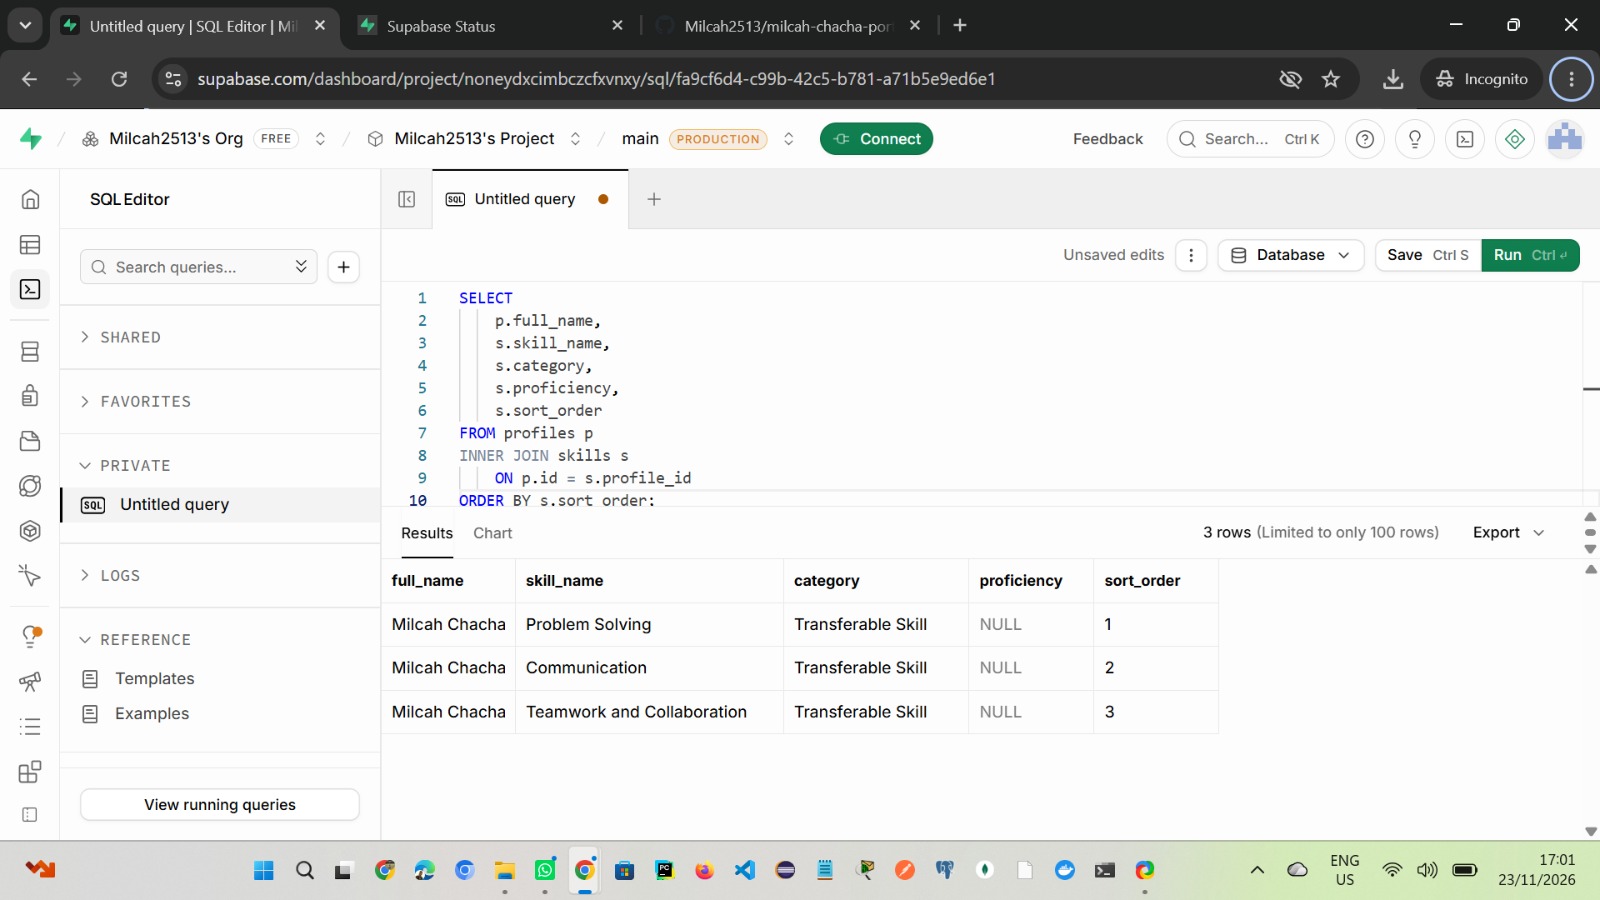 Untitled query | SQL Editor | Mil
Supabase Status
Milcah2513/milcah-chacha-por
supabase.com/dashboard/project/noneydxcimbczcfxvnxy/sql/fa9cf6d4-c99b-42c5-b781-a71b5e9ed6e1
Incognito
Milcah2513's Org FREE
Milcah2513's Project
main PRODUCTION
Connect
Feedback
Search... Ctrl K
SQL Editor
SQL Untitled query
Search queries...
Unsaved edits
Database
Save Ctrl S
Run Ctrl ↵
SHARED
FAVORITES
PRIVATE
SQL Untitled query
LOGS
REFERENCE
Templates
Examples
View running queries
1 SELECT
2 p.full_name,
3 s.skill_name,
4 s.category,
5 s.proficiency,
6 s.sort_order
7 FROM profiles p
8 INNER JOIN skills s
9 ON p.id = s.profile_id
10 ORDER BY s.sort_order;
Results Chart
3 rows (Limited to only 100 rows)
Export
full_name skill_name category proficiency sort_order
Milcah Chacha Problem Solving Transferable Skill NULL 1
Milcah Chacha Communication Transferable Skill NULL 2
Milcah Chacha Teamwork and Collaboration Transferable Skill NULL 3
PC
ENG
US
17:01
23/11/2026